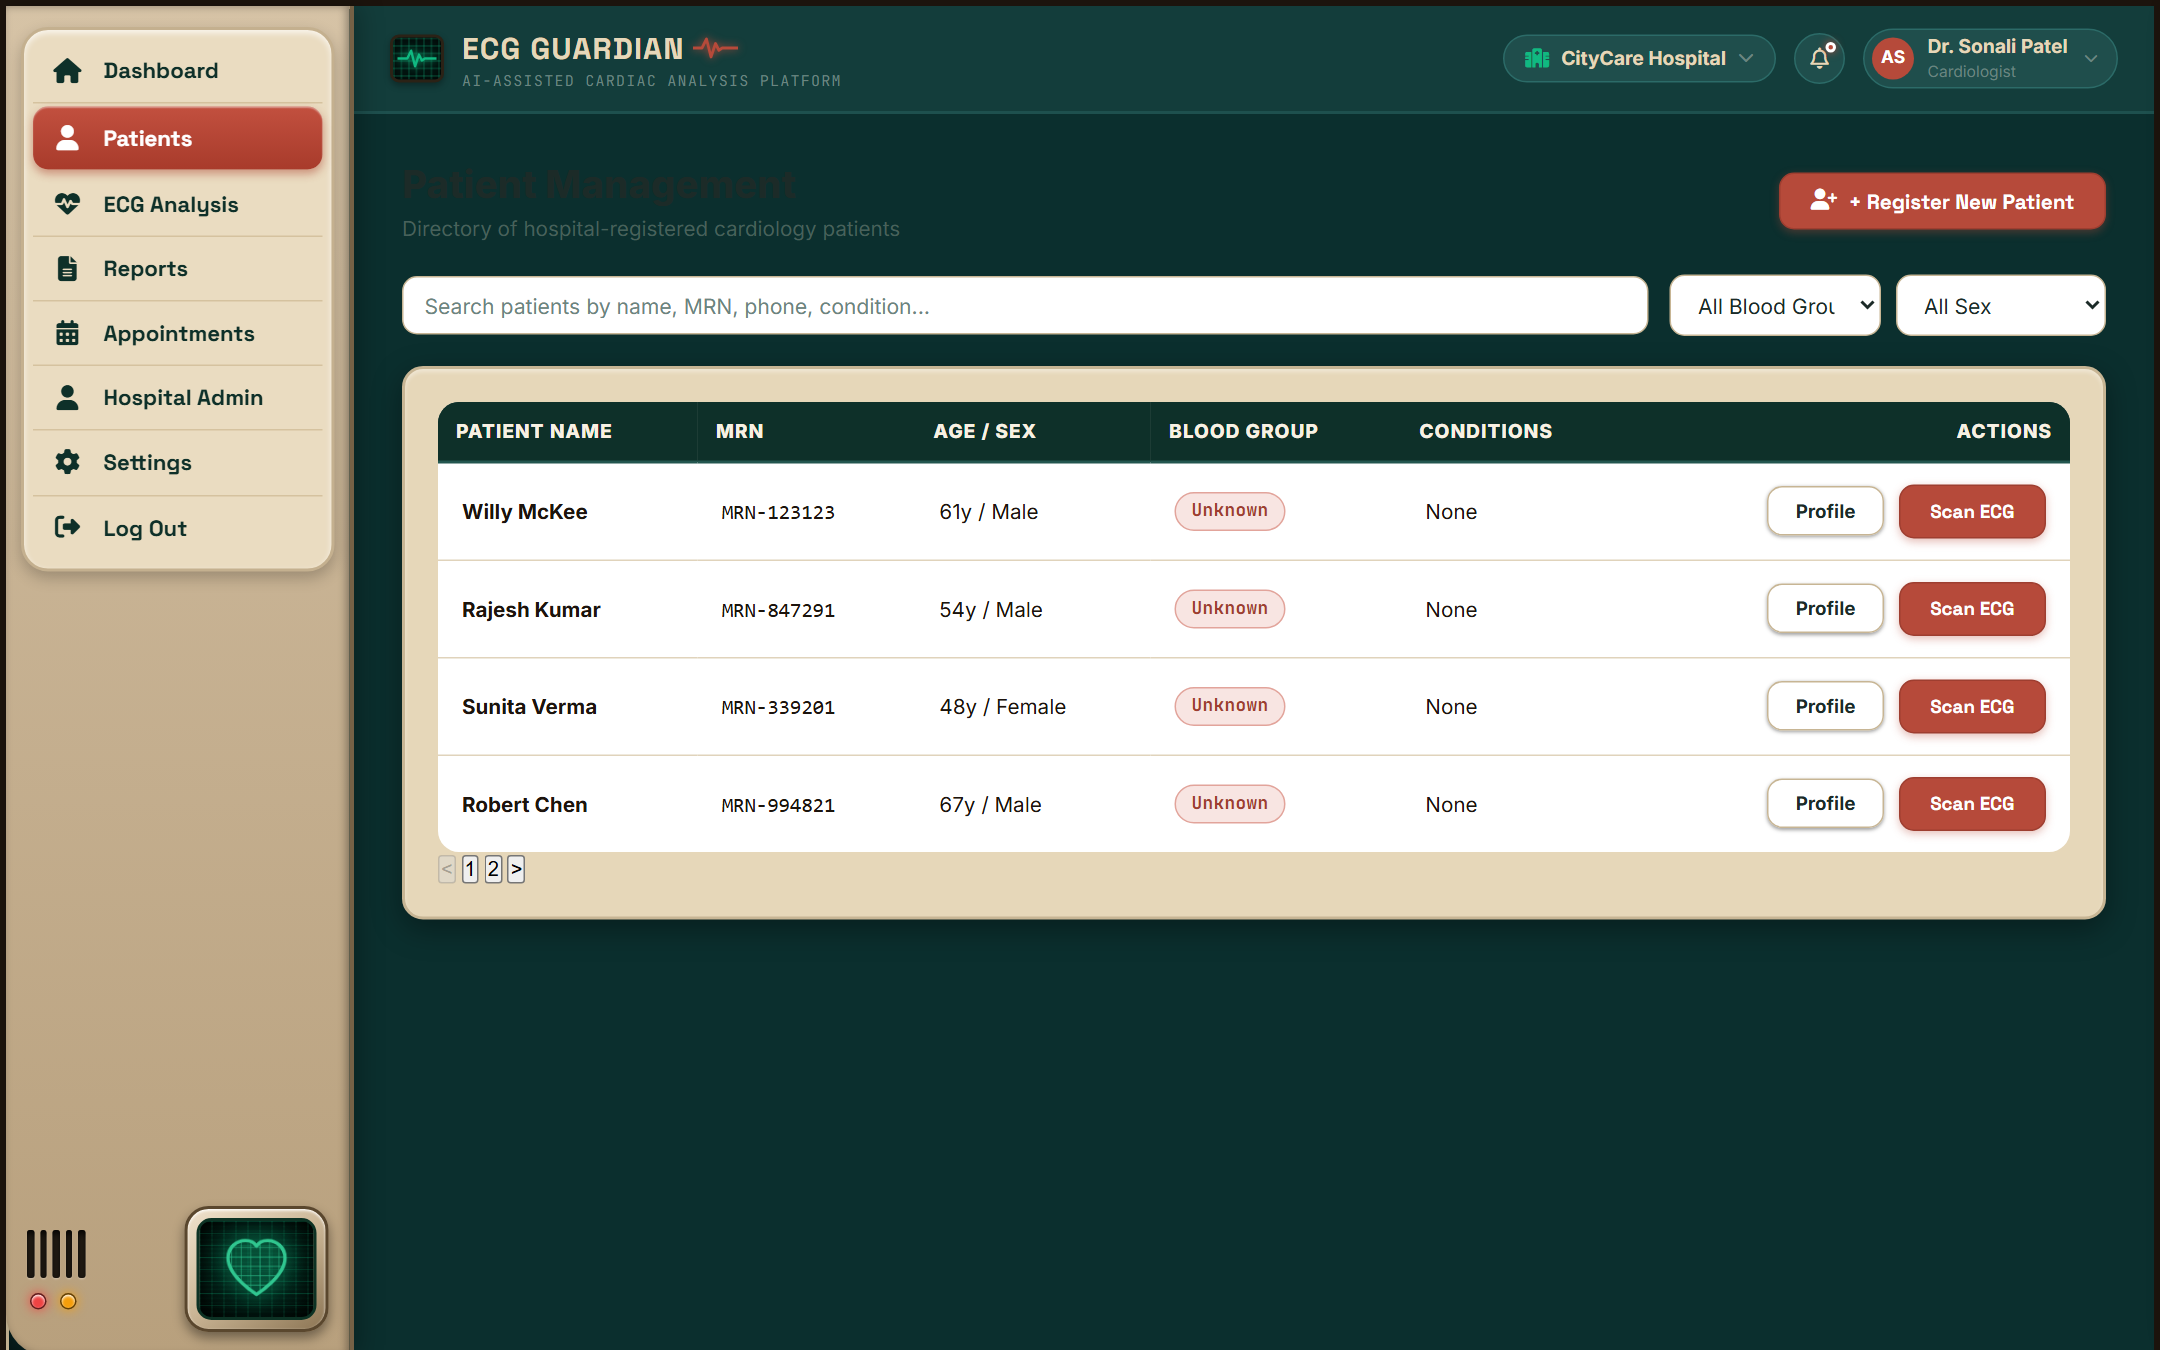 Dashboard
Patients
ECG Analysis
Reports
Appointments
Hospital Admin
Settings
Log Out
ECG GUARDIAN
AI-ASSISTED CARDIAC ANALYSIS PLATFORM
CityCare Hospital
AS
Dr. Sonali Patel
Cardiologist
Patient Management
Directory of hospital-registered cardiology patients
+ Register New Patient
Search patients by name, MRN, phone, condition...
All Blood Grou
All Sex
PATIENT NAME MRN AGE / SEX BLOOD GROUP CONDITIONS ACTIONS
Willy McKee MRN-123123 61y / Male Unknown None Profile Scan ECG
Rajesh Kumar MRN-847291 54y / Male Unknown None Profile Scan ECG
Sunita Verma MRN-339201 48y / Female Unknown None Profile Scan ECG
Robert Chen MRN-994821 67y / Male Unknown None Profile Scan ECG
< 1 2 >